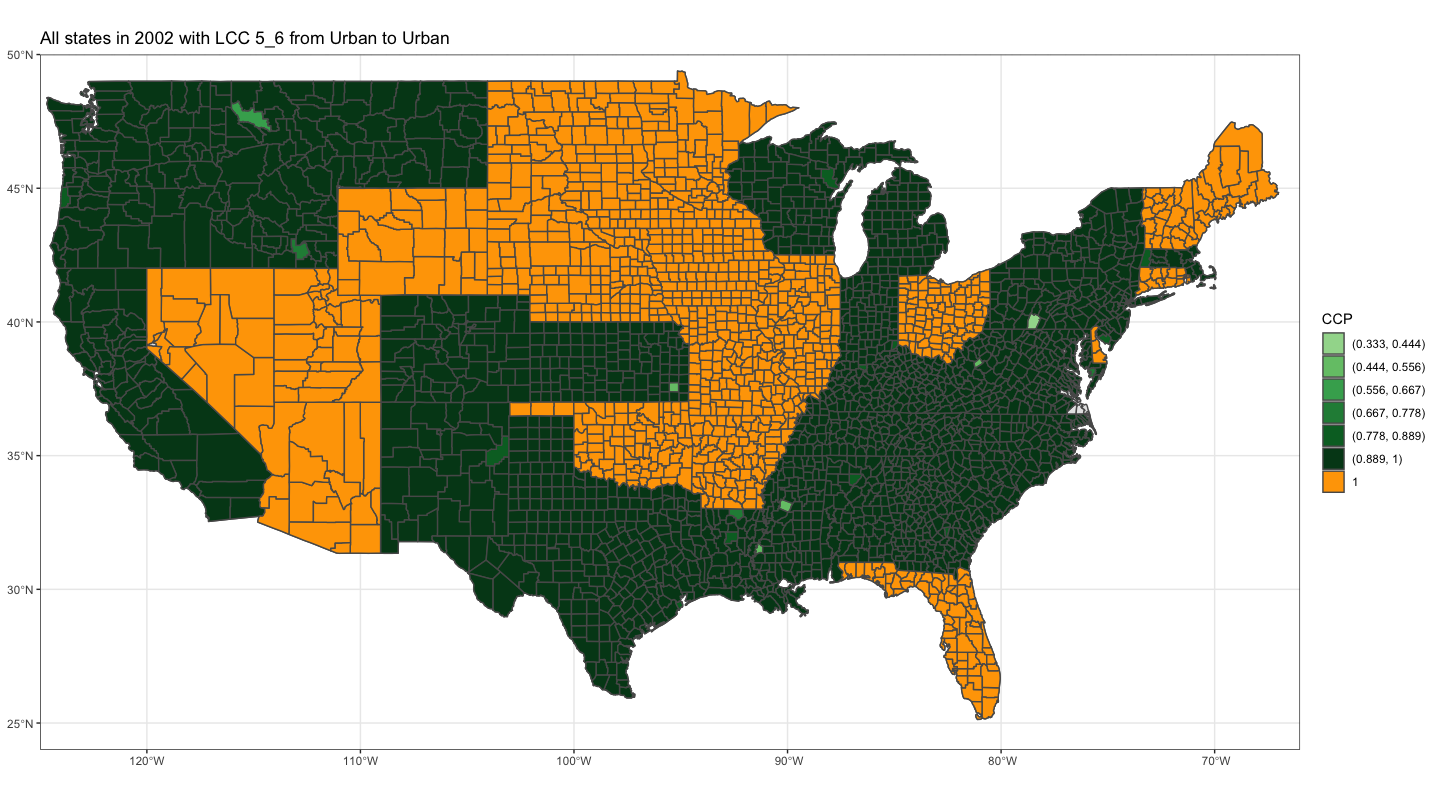 All states in 2002 with LCC 5_6 from Urban to Urban
50°N
45°N
40°N
35°N
30°N
25°N
120°W
110°W
100°W
90°W
80°W
70°W
CCP
(0.333, 0.444)
(0.444, 0.556)
(0.556, 0.667)
(0.667, 0.778)
(0.778, 0.889)
(0.889, 1)
1